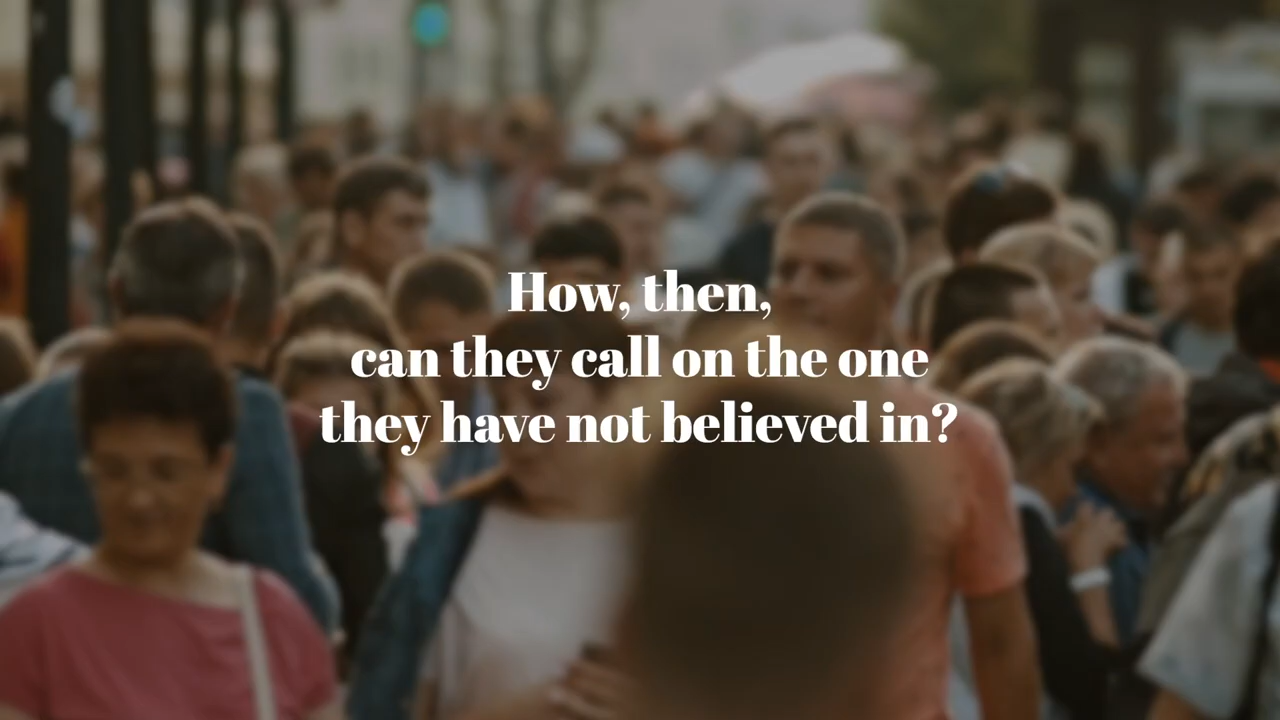 How, then,
can they call on the one
they have not believed in?